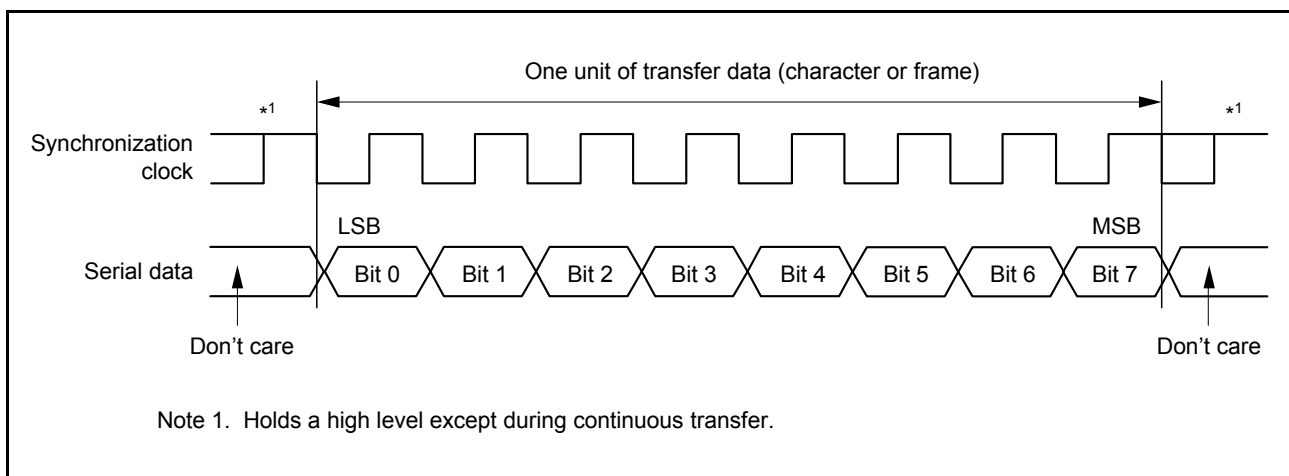 One unit of transfer data (character or frame)
*1
*1
Synchronization
clock
LSB
MSB
Serial data
Bit 0
Bit 1
Bit 2
Bit 3
Bit 4
Bit 5
Bit 6
Bit 7
Don’t care
Don’t care
Note 1. Holds a high level except during continuous transfer.